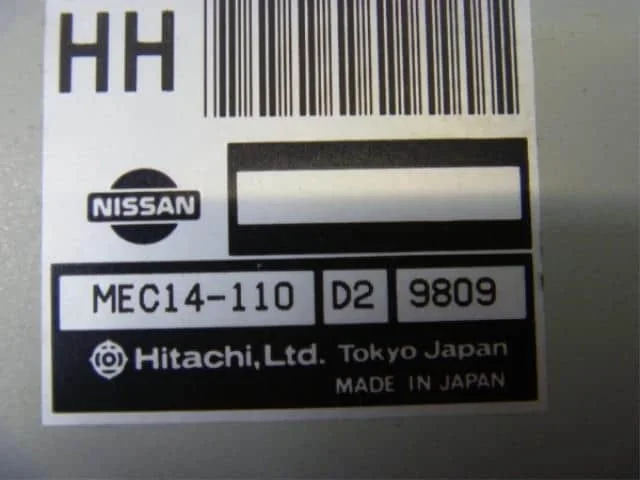 HH
NISSAN
MEC14-110 D2 9809
Hitachi, Ltd. Tokyo Japan
MADE IN JAPAN